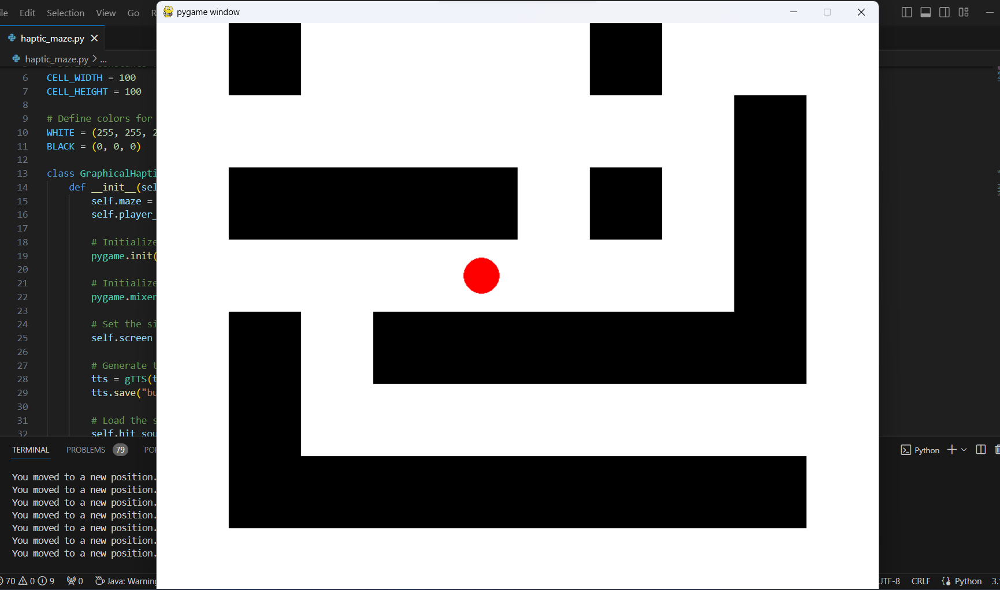 Edit Selection View Go
pygame window
haptic_maze.py
haptic_maze.py > ...
6 CELL_WIDTH = 100
7 CELL_HEIGHT = 100
8
9 # Define colors for
10 WHITE = (255, 255, 2
11 BLACK = (0, 0, 0)
12
13 class GraphicalHapti
14 def __init__(sel
15 self.maze =
16 self.player_
17
18 # Initialize
19 pygame.init(
20
21 # Initialize
22 pygame.mixer
23
24 # Set the si
25 self.screen
26
27 # Generate t
28 tts = gTTS(t
29 tts.save("bu
30
31 # Load the s
32 self.hit_sou
TERMINAL PROBLEMS 79
Python
You moved to a new position.
You moved to a new position.
You moved to a new position.
You moved to a new position.
You moved to a new position.
You moved to a new position.
You moved to a new position.
70 0 9 0 Java: Warning
UTF-8 CRLF {} Python 3.